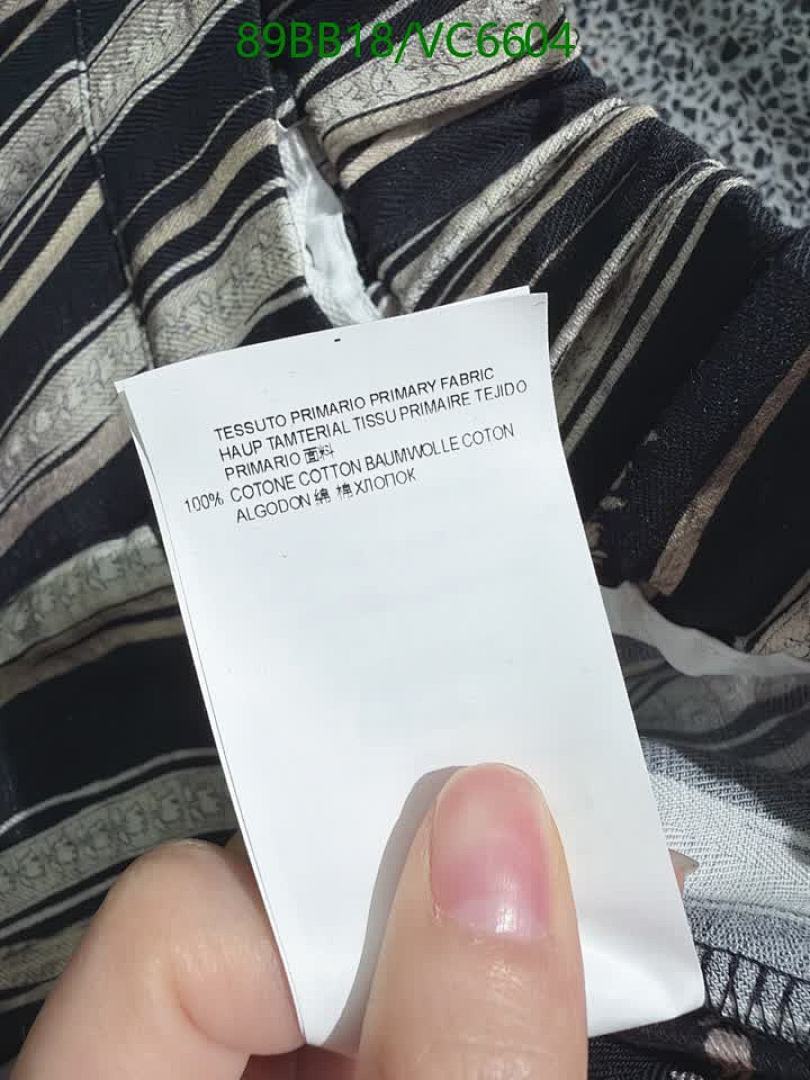 89BB18/VC6604
TESSUTO PRIMARIO PRIMARY FABRIC
HAUP TAMTERIAL TISSU PRIMAIRE TEJIDO
PRIMARIO 面料
100% COTONE COTTON BAUMWOLLE COTON
ALGODON 绵 棉 ХЛОПОК